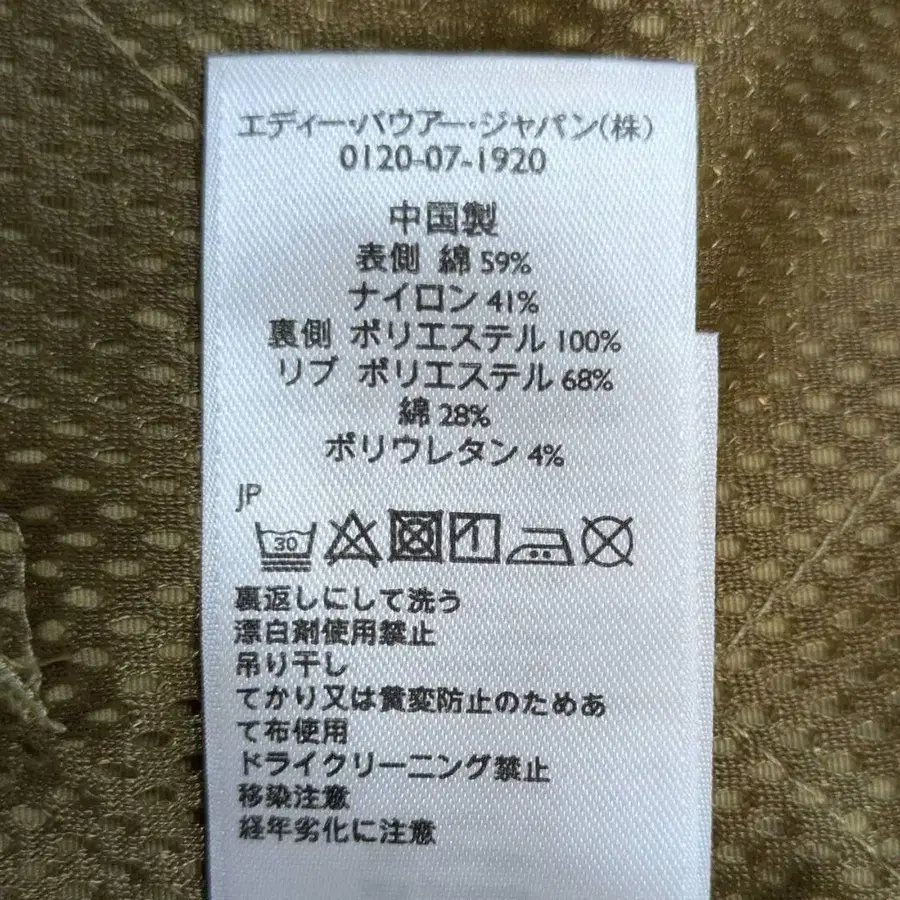 エディー・バウアー・ジャパン(株)
0120-07-1920
中国製
表側 綿 59%
ナイロン 41%
裏側 ポリエステル 100%
リブ ポリエステル 68%
綿 28%
ポリウレタン 4%
JP
30
裏返しにして洗う
漂白剤使用禁止
吊り干し
てかり又は黄変防止のためあ
て布使用
ドライクリーニング禁止
移染注意
経年劣化に注意